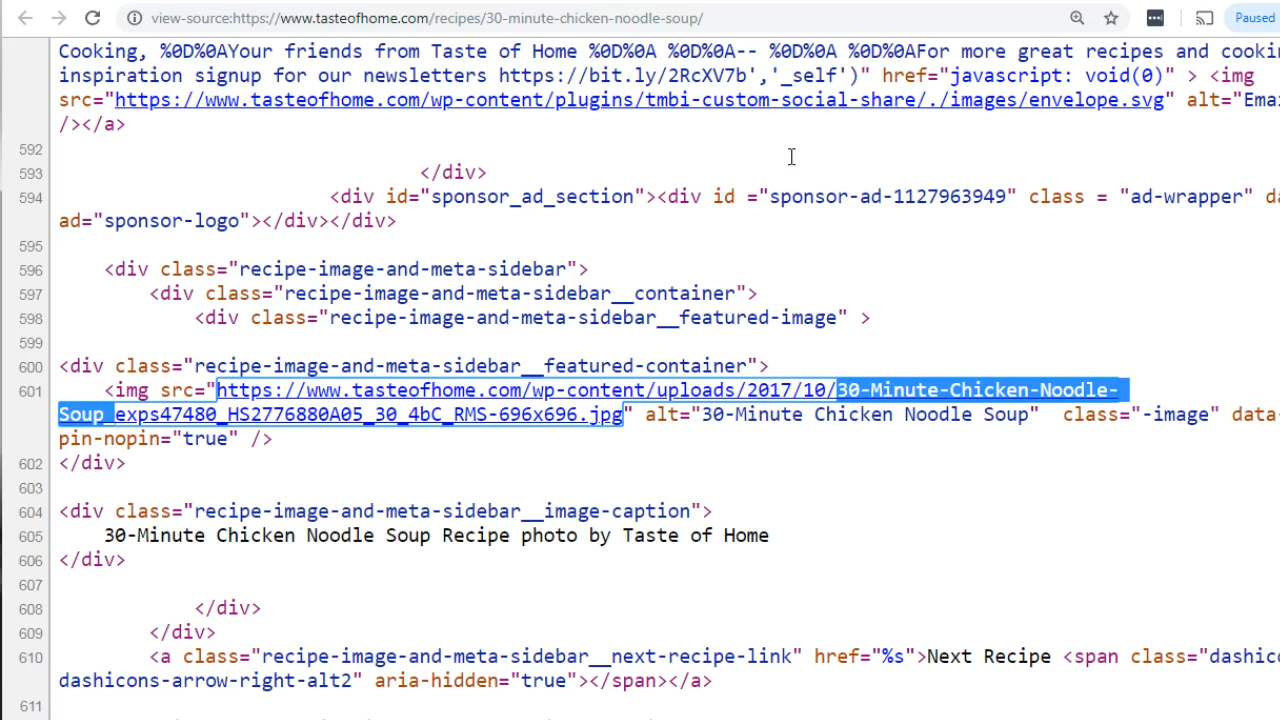 view-source:https://www.tasteofhome.com/recipes/30-minute-chicken-noodle-soup/
Paused
Cooking, %0D%0AYour friends from Taste of Home %0D%0A %0D%0A-- %0D%0A %0D%0AFor more great recipes and cooki
inspiration signup for our newsletters https://bit.ly/2RcXV7b','_self')" href="javascript: void(0)" > <img
src="https://www.tasteofhome.com/wp-content/plugins/tmbi-custom-social-share/./images/envelope.svg" alt="Emai
/></a>
592
593 </div>
594 <div id="sponsor_ad_section"><div id ="sponsor-ad-1127963949" class = "ad-wrapper" da
ad="sponsor-logo"></div></div>
595
596 <div class="recipe-image-and-meta-sidebar">
597 <div class="recipe-image-and-meta-sidebar__container">
598 <div class="recipe-image-and-meta-sidebar__featured-image" >
599
600 <div class="recipe-image-and-meta-sidebar__featured-container">
601 <img src="https://www.tasteofhome.com/wp-content/uploads/2017/10/30-Minute-Chicken-Noodle-
Soup_exps47480_HS2776880A05_30_4bC_RMS-696x696.jpg" alt="30-Minute Chicken Noodle Soup"  class="-image" data-
pin-nopin="true" />
602 </div>
603
604 <div class="recipe-image-and-meta-sidebar__image-caption">
605 30-Minute Chicken Noodle Soup Recipe photo by Taste of Home
606 </div>
607
608 </div>
609 </div>
610 <a class="recipe-image-and-meta-sidebar__next-recipe-link" href="%s">Next Recipe <span class="dashico
dashicons-arrow-right-alt2" aria-hidden="true"></span></a>
611